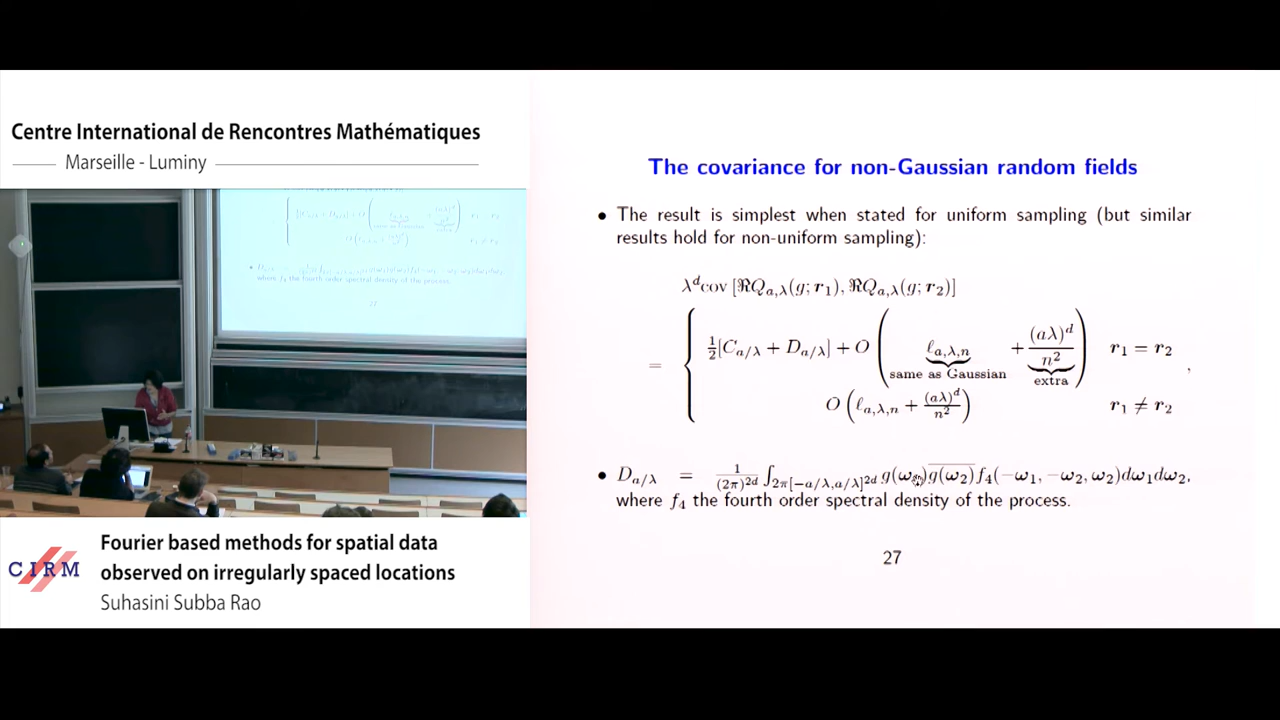 Centre International de Rencontres Mathématiques
Marseille - Luminy
The covariance for non-Gaussian random fields
• The result is simplest when stated for uniform sampling (but similar
results hold for non-uniform sampling):
λ^d cov [ℜQ_{a,λ}(g; r_1), ℜQ_{a,λ}(g; r_2)]
= { ½[C_{a/λ} + D_{a/λ}] + O ( ℓ_{a,λ,n} + (aλ)^d / n^2 ) r_1 = r_2 ,
same as Gaussian extra
O ( ℓ_{a,λ,n} + (aλ)^d / n^2 ) r_1 ≠ r_2
• D_{a/λ} = 1/(2π)^{2d} ∫_{2π[-a/λ,a/λ]^{2d}} g(ω) \overline{g(ω_2)} f_4(−ω_1, −ω_2, ω_2)dω_1dω_2,
where f_4 the fourth order spectral density of the process.
27
CIRM
Fourier based methods for spatial data
observed on irregularly spaced locations
Suhasini Subba Rao